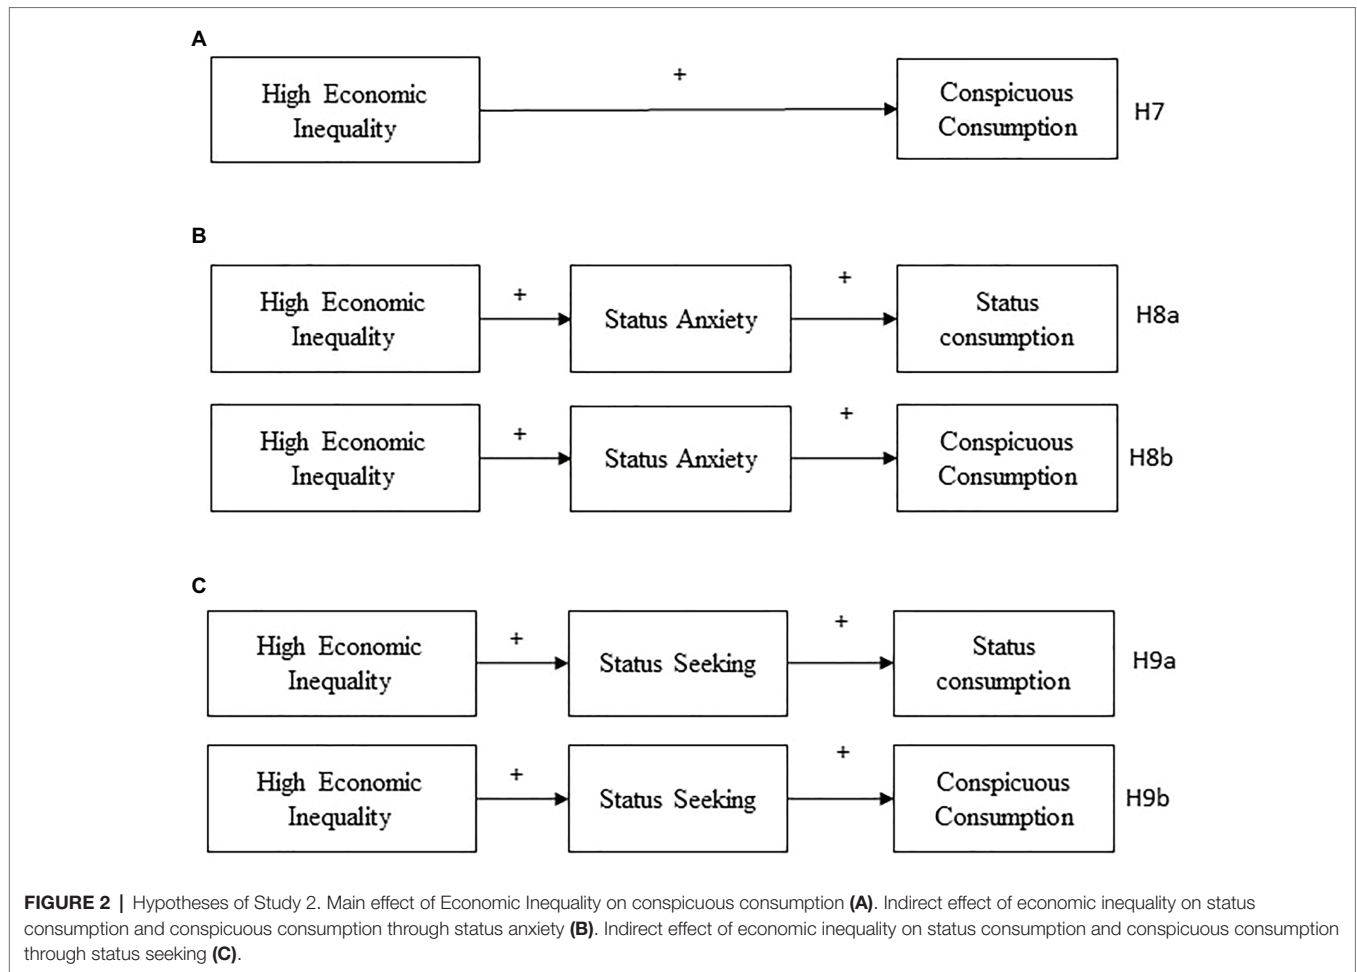 A
High Economic
Inequality
+
Conspicuous
Consumption
H7
B
High Economic
Inequality
+
Status Anxiety
+
Status
consumption
H8a
High Economic
Inequality
+
Status Anxiety
+
Conspicuous
Consumption
H8b
C
High Economic
Inequality
+
Status Seeking
+
Status
consumption
H9a
High Economic
Inequality
+
Status Seeking
+
Conspicuous
Consumption
H9b
FIGURE 2 | Hypotheses of Study 2. Main effect of Economic Inequality on conspicuous consumption (A). Indirect effect of economic inequality on status
consumption and conspicuous consumption through status anxiety (B). Indirect effect of economic inequality on status consumption and conspicuous consumption
through status seeking (C).